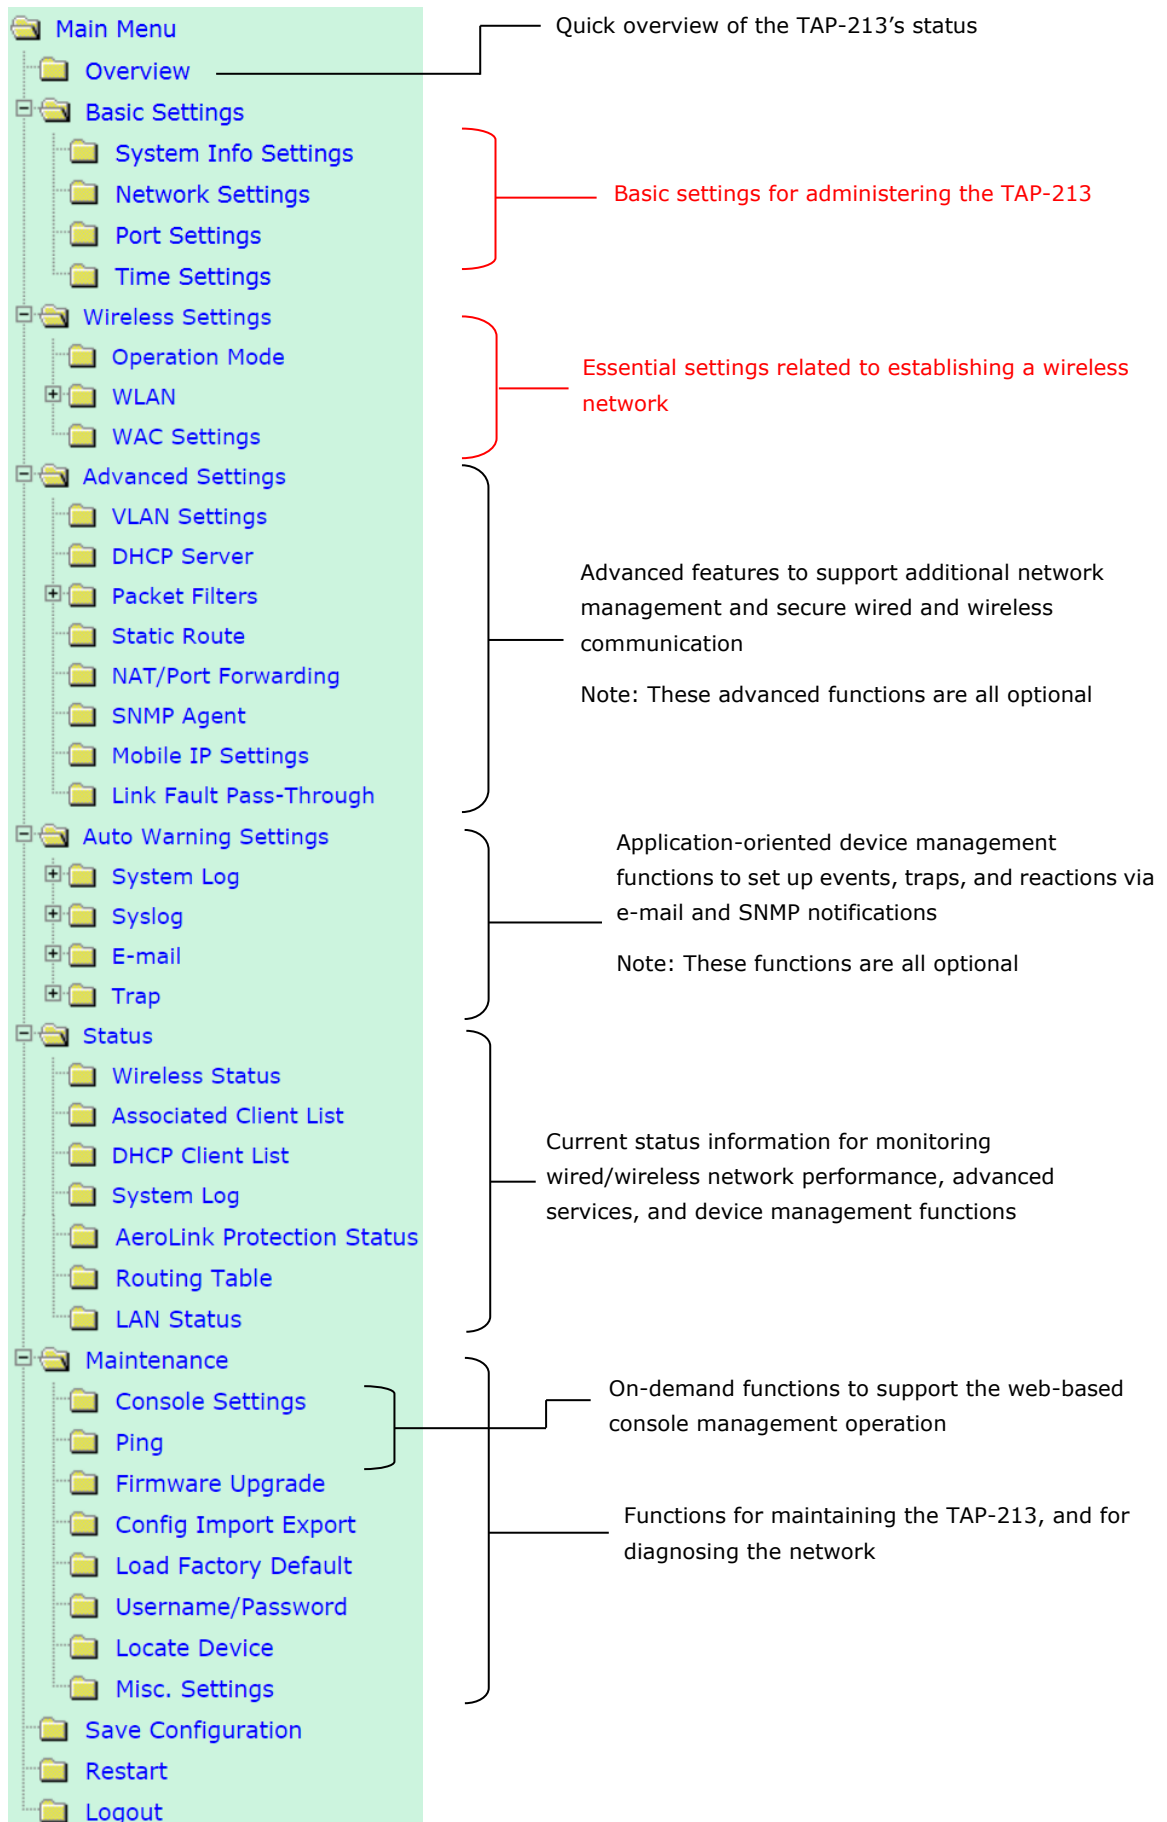 Main Menu
Quick overview of the TAP-213’s status
Overview
Basic Settings
System Info Settings
Network Settings
Port Settings
Time Settings
Basic settings for administering the TAP-213
Wireless Settings
Operation Mode
WLAN
WAC Settings
Essential settings related to establishing a wireless
network
Advanced Settings
VLAN Settings
DHCP Server
Packet Filters
Static Route
NAT/Port Forwarding
SNMP Agent
Mobile IP Settings
Link Fault Pass-Through
Advanced features to support additional network
management and secure wired and wireless
communication
Note: These advanced functions are all optional
Auto Warning Settings
System Log
Syslog
E-mail
Trap
Application-oriented device management
functions to set up events, traps, and reactions via
e-mail and SNMP notifications
Note: These functions are all optional
Status
Wireless Status
Associated Client List
DHCP Client List
System Log
AeroLink Protection Status
Routing Table
LAN Status
Current status information for monitoring
wired/wireless network performance, advanced
services, and device management functions
Maintenance
Console Settings
Ping
Firmware Upgrade
Config Import Export
Load Factory Default
Username/Password
Locate Device
Misc. Settings
On-demand functions to support the web-based
console management operation
Functions for maintaining the TAP-213, and for
diagnosing the network
Save Configuration
Restart
Logout